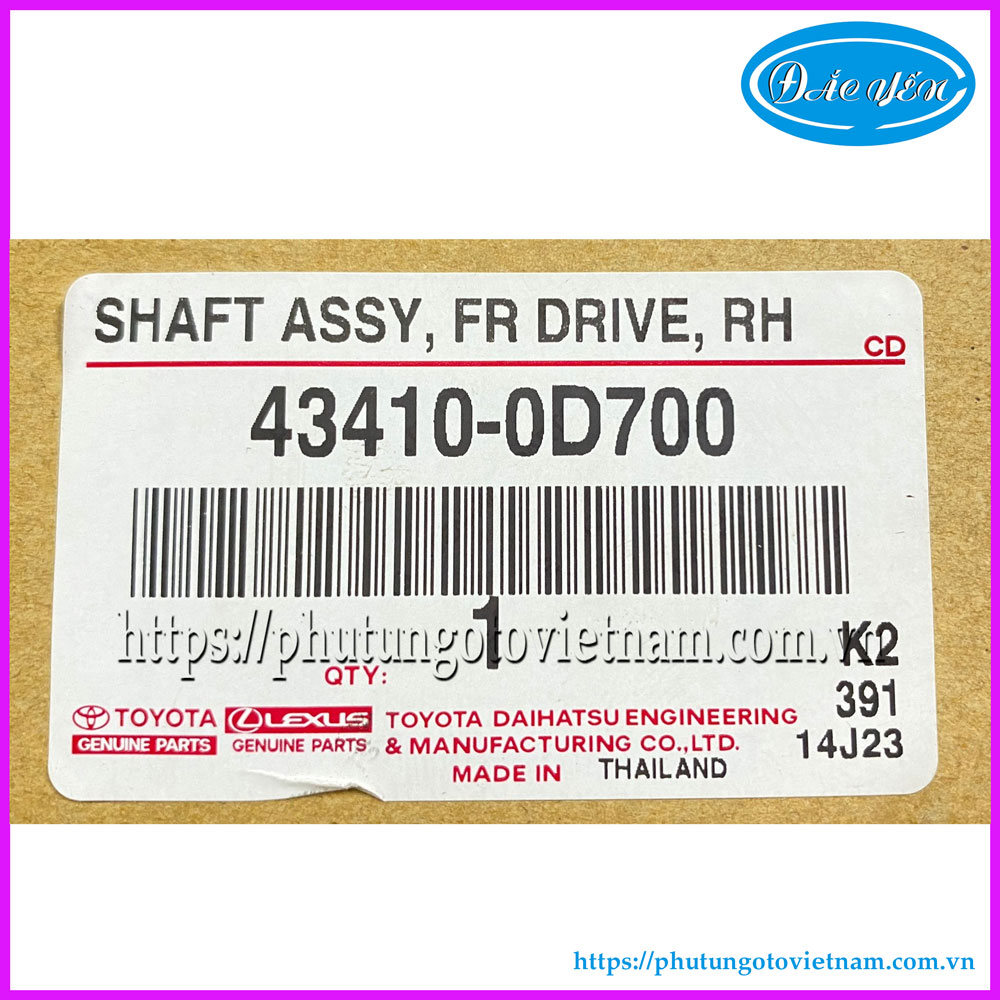 ĐẮC YẾN
SHAFT ASSY, FR DRIVE, RH
CD
43410-0D700
1
https://phutungotovietnam.com.vn
K2
QTY:
391
TOYOTA LEXUS TOYOTA DAIHATSU ENGINEERING
GENUINE PARTS GENUINE PARTS & MANUFACTURING CO.,LTD.
14J23
MADE IN THAILAND
https://phutungotovietnam.com.vn